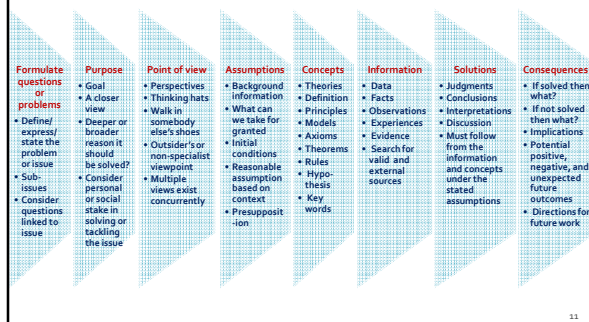 Formulate
questions
or
problems
• Define/
express/
state the
problem
or issue
• Sub-
issues
• Consider
questions
linked to
issue
Purpose
• Goal
• A closer
view
• Deeper or
broader
reason it
should
be solved?
• Consider
personal
or social
stake in
solving or
tackling
the issue
Point of view
• Perspectives
• Thinking hats
• Walk in
somebody
else's shoes
• Outsider's or
non-specialist
viewpoint
• Multiple
views exist
concurrently
Assumptions
• Background
information
• What can
we take for
granted
• Initial
conditions
• Reasonable
assumption
based on
context
• Presupposit
-ion
Concepts
• Theories
• Definition
• Principles
• Models
• Axioms
• Theorems
• Rules
• Hypo-
thesis
• Key
words
Information
• Data
• Facts
• Observations
• Experiences
• Evidence
• Search for
valid and
external
sources
Solutions
• Judgments
• Conclusions
• Interpretations
• Discussion
• Must follow
from the
information
and concepts
under the
stated
assumptions
Consequences
• If solved then
what?
• If not solved
then what?
• Implications
• Potential
positive,
negative, and
unexpected
future
outcomes
• Directions for
future work
11